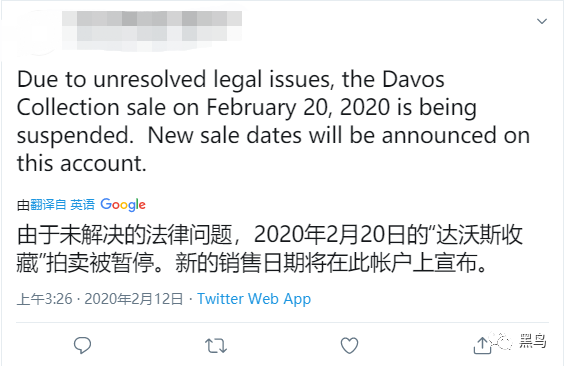 Due to unresolved legal issues, the Davos
Collection sale on February 20, 2020 is being
suspended.  New sale dates will be announced on
this account.
由翻译自 英语 Google
由于未解决的法律问题，2020年2月20日的“达沃斯收
藏”拍卖被暂停。新的销售日期将在此帐户上宣布。
上午3:26 · 2020年2月12日 · Twitter Web App
黑鸟